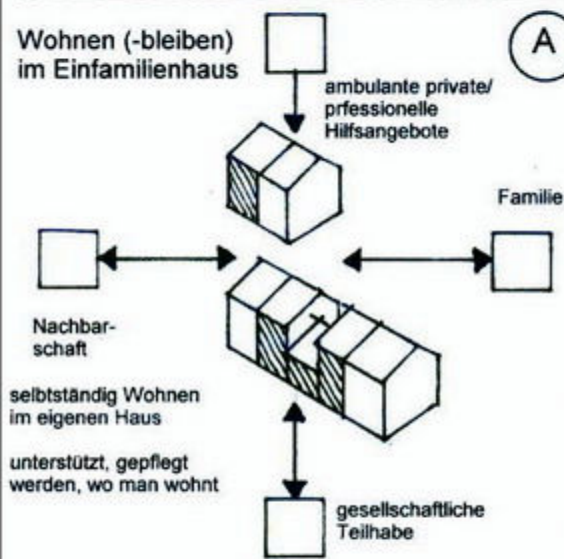 Wohnen (-bleiben)
im Einfamilienhaus
A
ambulante private/
prfessionelle
Hilfsangebote
Familie
Nachbar-
schaft
selbtständig Wohnen
im eigenen Haus
unterstützt, gepflegt
werden, wo man wohnt
gesellschaftliche
Teilhabe